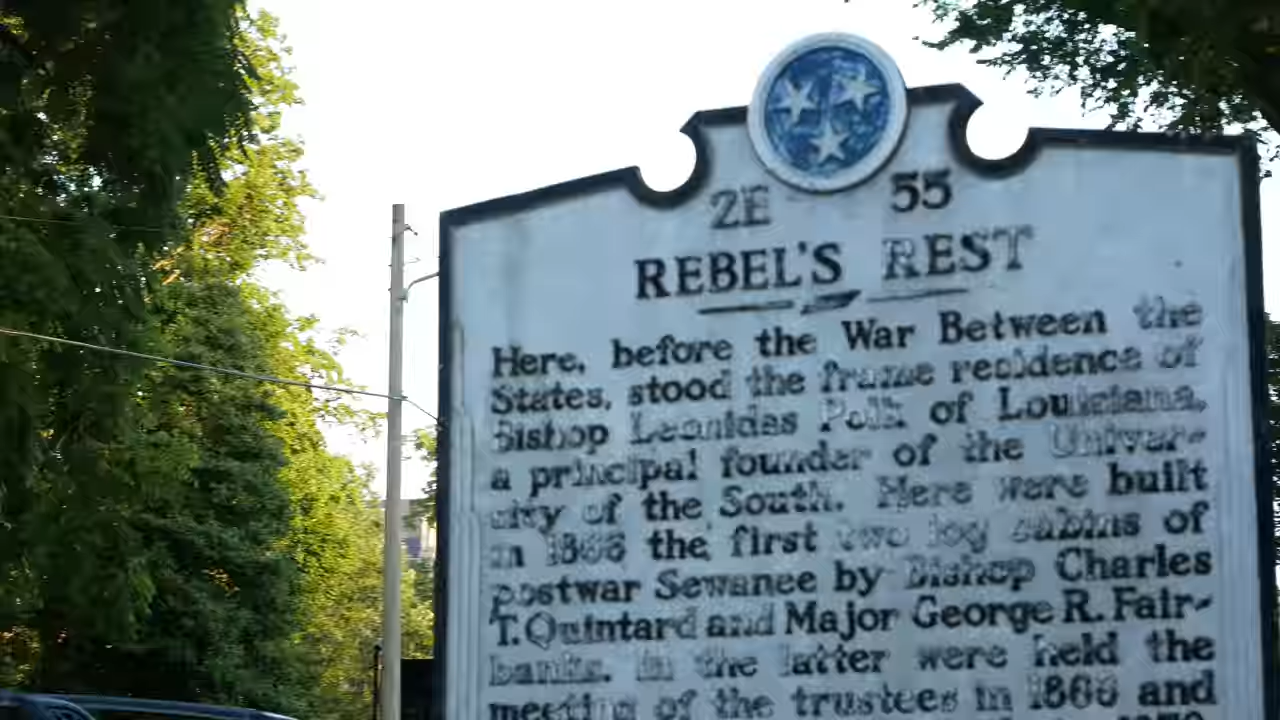 2E 55
REBEL'S REST
Here, before the War Between the
States, stood the frame residence of
Bishop Leonidas Polk of Louisiana,
a principal founder of the Univer-
sity of the South. Here were built
in 1866 the first two log cabins of
postwar Sewanee by Bishop Charles
T. Quintard and Major George R. Fair-
banks. In the latter were held the
meeting of the trustees in 1866 and